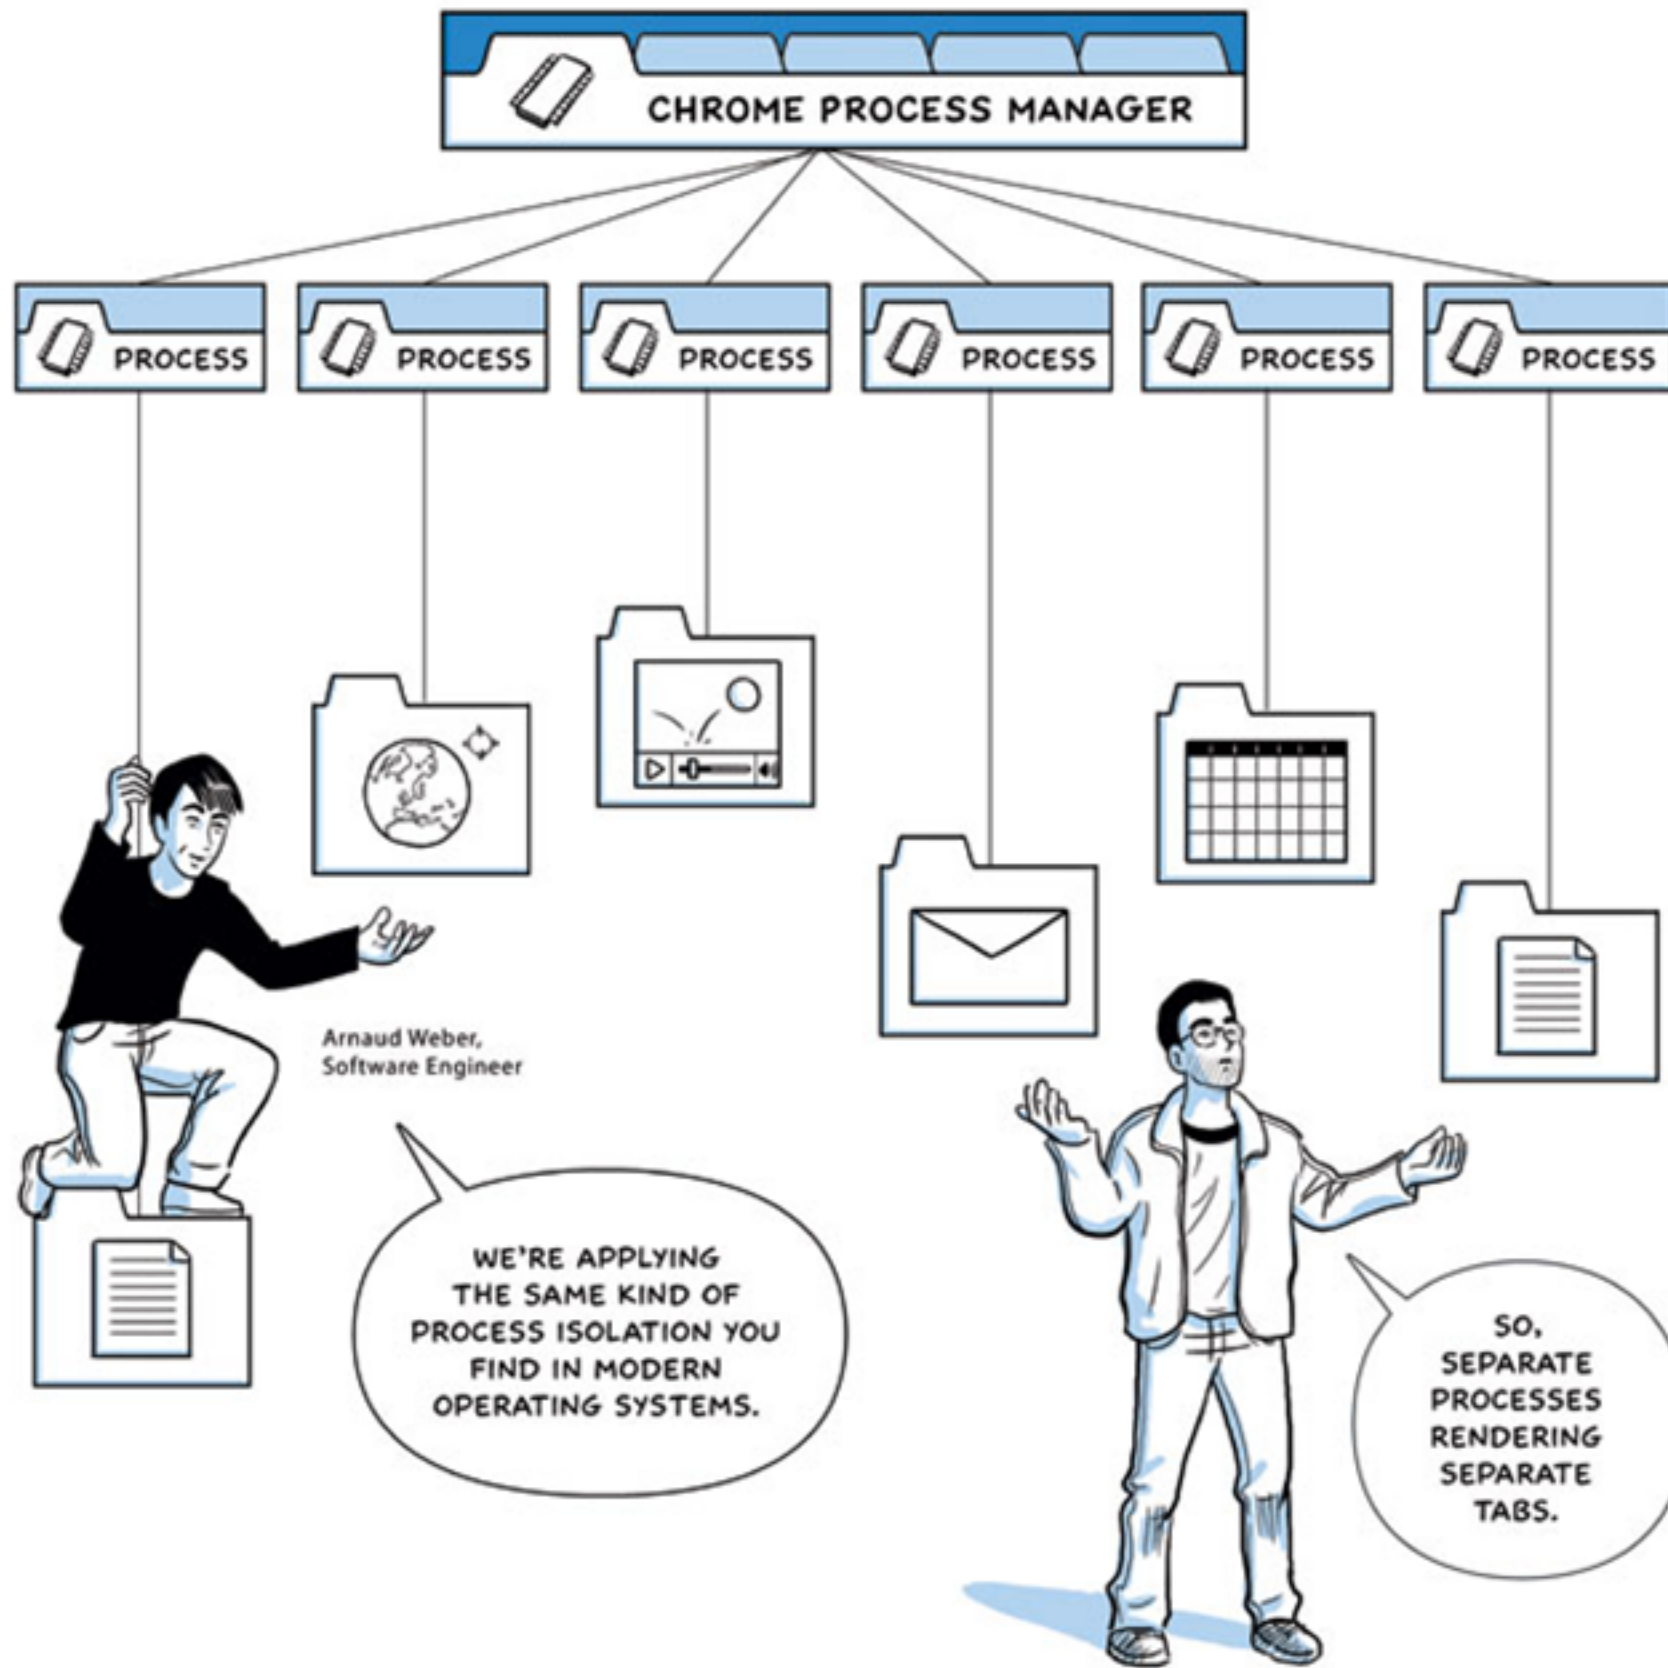 CHROME PROCESS MANAGER
PROCESS
PROCESS
PROCESS
PROCESS
PROCESS
PROCESS
Arnaud Weber,
Software Engineer
WE'RE APPLYING
THE SAME KIND OF
PROCESS ISOLATION YOU
FIND IN MODERN
OPERATING SYSTEMS.
SO,
SEPARATE
PROCESSES
RENDERING
SEPARATE
TABS.